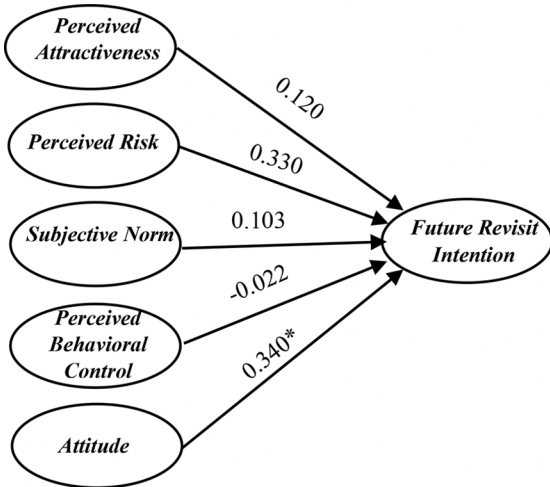 Perceived
Attractiveness
0.120
Perceived Risk
0.330
Subjective Norm
0.103
Future Revisit
Intention
-0.022
Perceived
Behavioral
Control
0.340*
Attitude